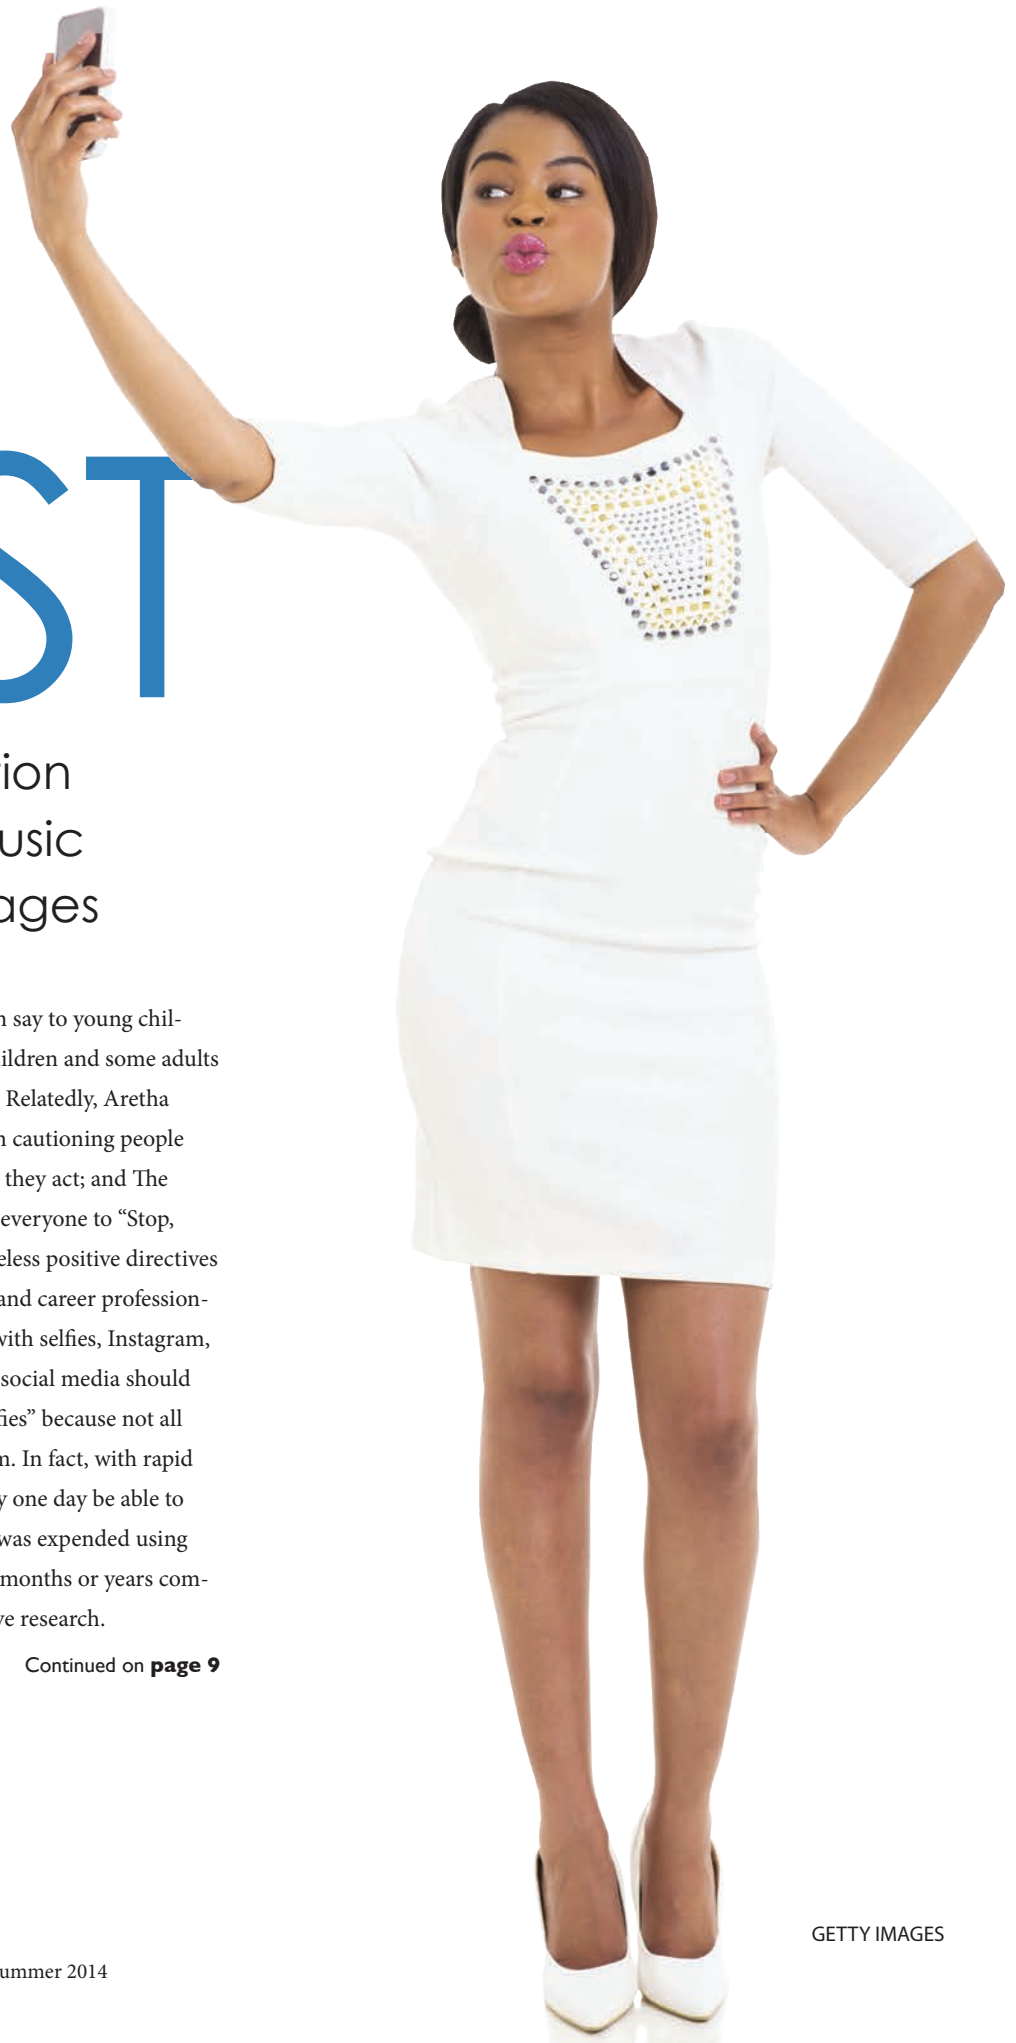 ST
ion
usic
ages
say to young chil-
ildren and some adults
Relatedly, Aretha
cautioning people
they act; and The
everyone to “Stop,
eless positive directives
and career profession-
with selfies, Instagram,
social media should
fies” because not all
m. In fact, with rapid
y one day be able to
was expended using
months or years com-
ve research.
Continued on page 9
GETTY IMAGES
ummer 2014